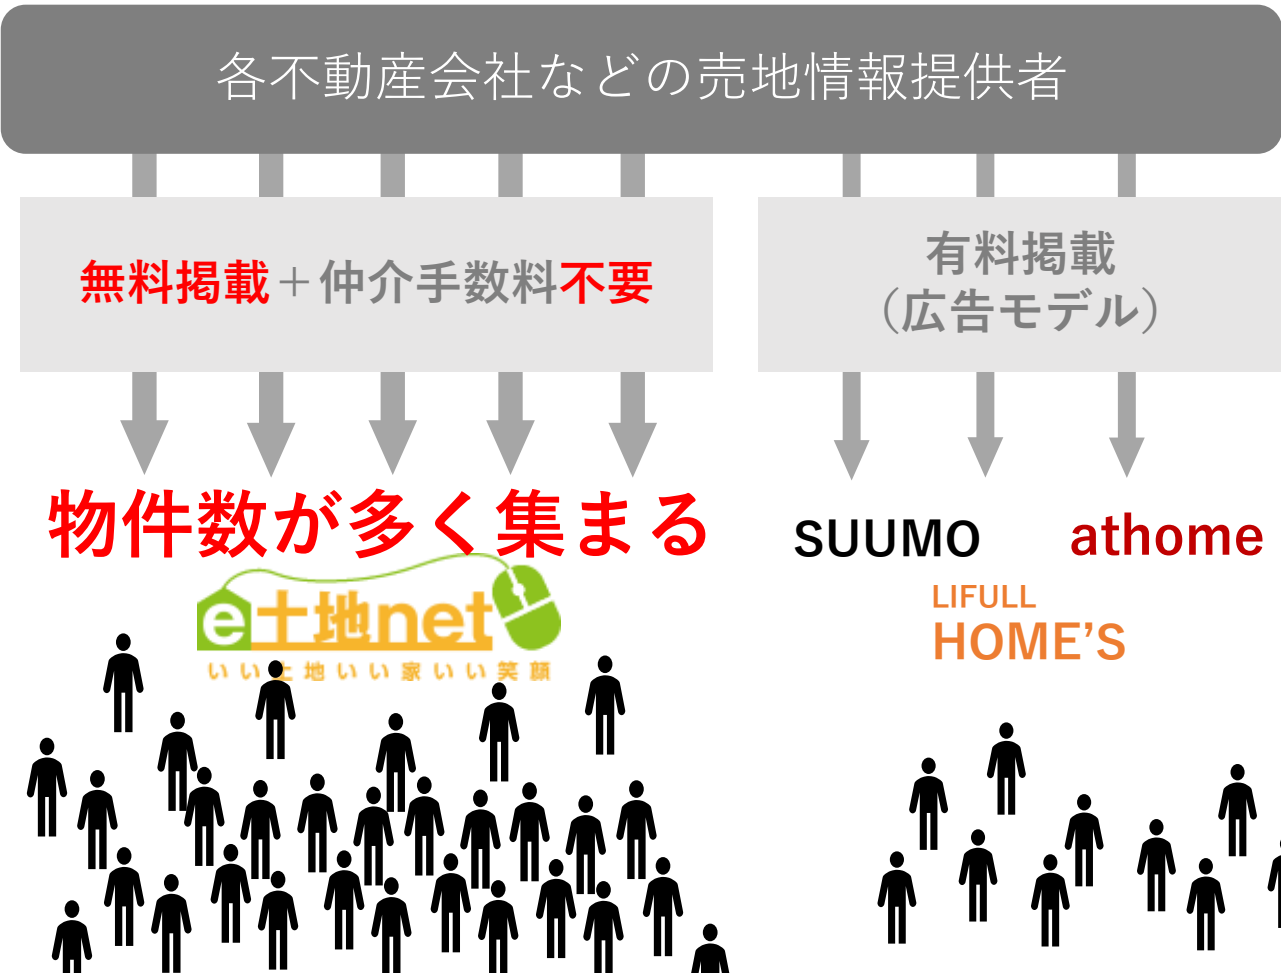 各不動産会社などの売地情報提供者
無料掲載＋仲介手数料不要
有料掲載
（広告モデル）
物件数が多く集まる
e土地net
いい土地いい家いい笑顔
SUUMO
athome
LIFULL
HOME'S